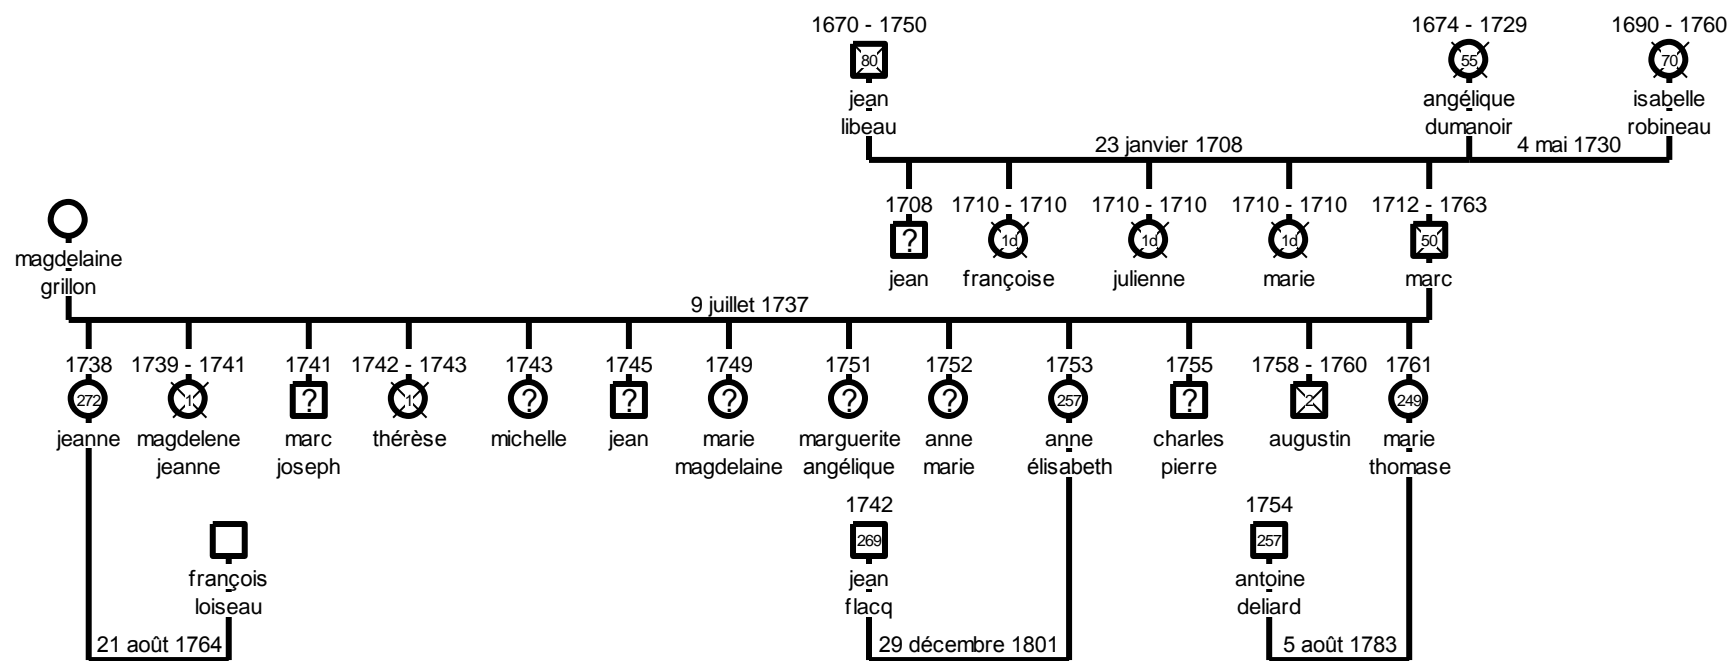 1670 - 1750
1674 - 1729
1690 - 1760
80
55
70
jean
libeau
angélique
dumanoir
isabelle
robineau
23 janvier 1708
4 mai 1730
1708
1710 - 1710
1710 - 1710
1710 - 1710
1712 - 1763
?
1d
1d
1d
50
jean
françoise
julienne
marie
marc
magdelaine
grillon
9 juillet 1737
1738
1739 - 1741
1741
1742 - 1743
1743
1745
1749
1751
1752
1753
1755
1758 - 1760
1761
272
1
?
1
?
?
?
?
?
257
?
2
249
jeanne
magdelene
jeanne
marc
joseph
thérèse
michelle
jean
marie
magdelaine
marguerite
angélique
anne
marie
anne
élisabeth
charles
pierre
augustin
marie
thomase
1742
1754
269
257
françois
loiseau
jean
flacq
antoine
deliard
21 août 1764
29 décembre 1801
5 août 1783